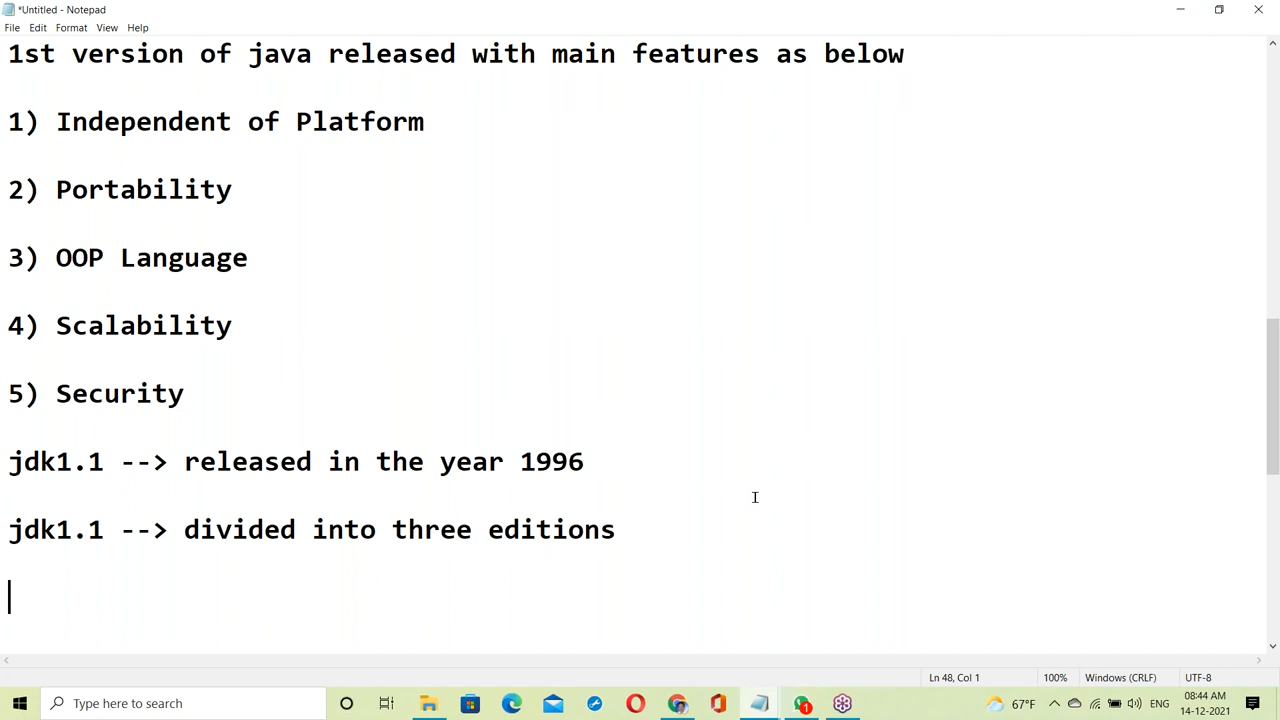 *Untitled - Notepad
File Edit Format View Help
1st version of java released with main features as below
1) Independent of Platform
2) Portability
3) OOP Language
4) Scalability
5) Security
jdk1.1 --> released in the year 1996
jdk1.1 --> divided into three editions
Ln 48, Col 1 100% Windows (CRLF) UTF-8
Type here to search
1
67°F
ENG
08:44 AM
14-12-2021